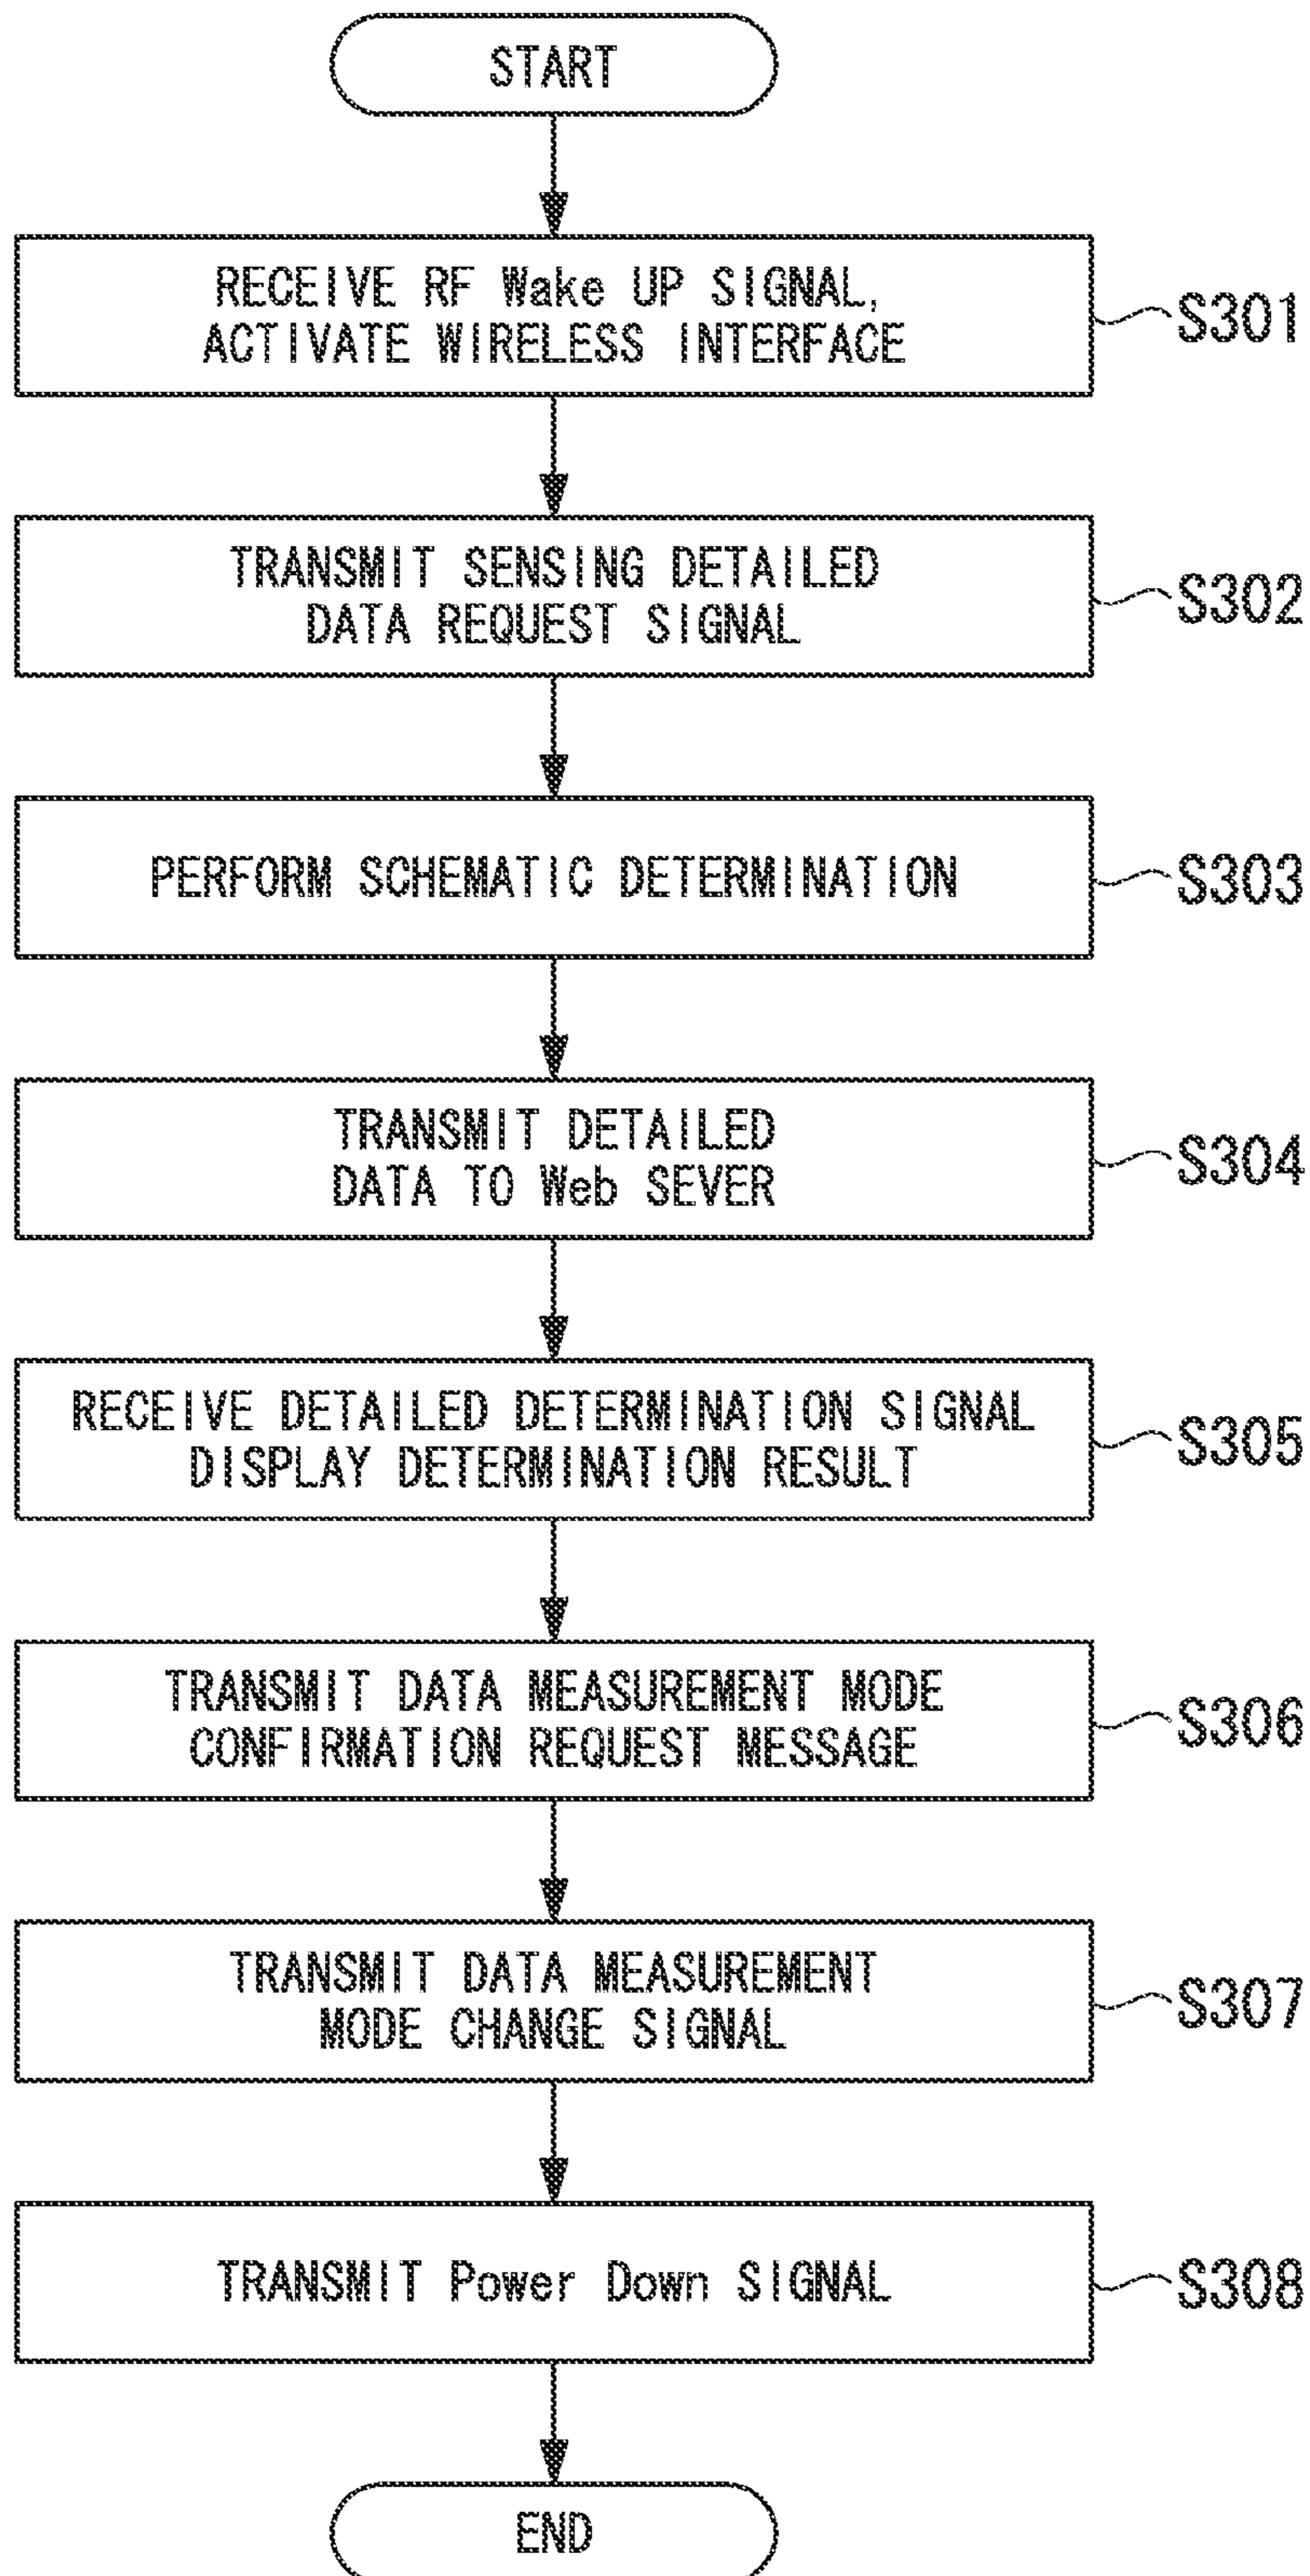 START
RECEIVE RF Wake UP SIGNAL,
ACTIVATE WIRELESS INTERFACE
S301
TRANSMIT SENSING DETAILED
DATA REQUEST SIGNAL
S302
PERFORM SCHEMATIC DETERMINATION
S303
TRANSMIT DETAILED
DATA TO Web SEVER
S304
RECEIVE DETAILED DETERMINATION SIGNAL
DISPLAY DETERMINATION RESULT
S305
TRANSMIT DATA MEASUREMENT MODE
CONFIRMATION REQUEST MESSAGE
S306
TRANSMIT DATA MEASUREMENT
MODE CHANGE SIGNAL
S307
TRANSMIT Power Down SIGNAL
S308
END